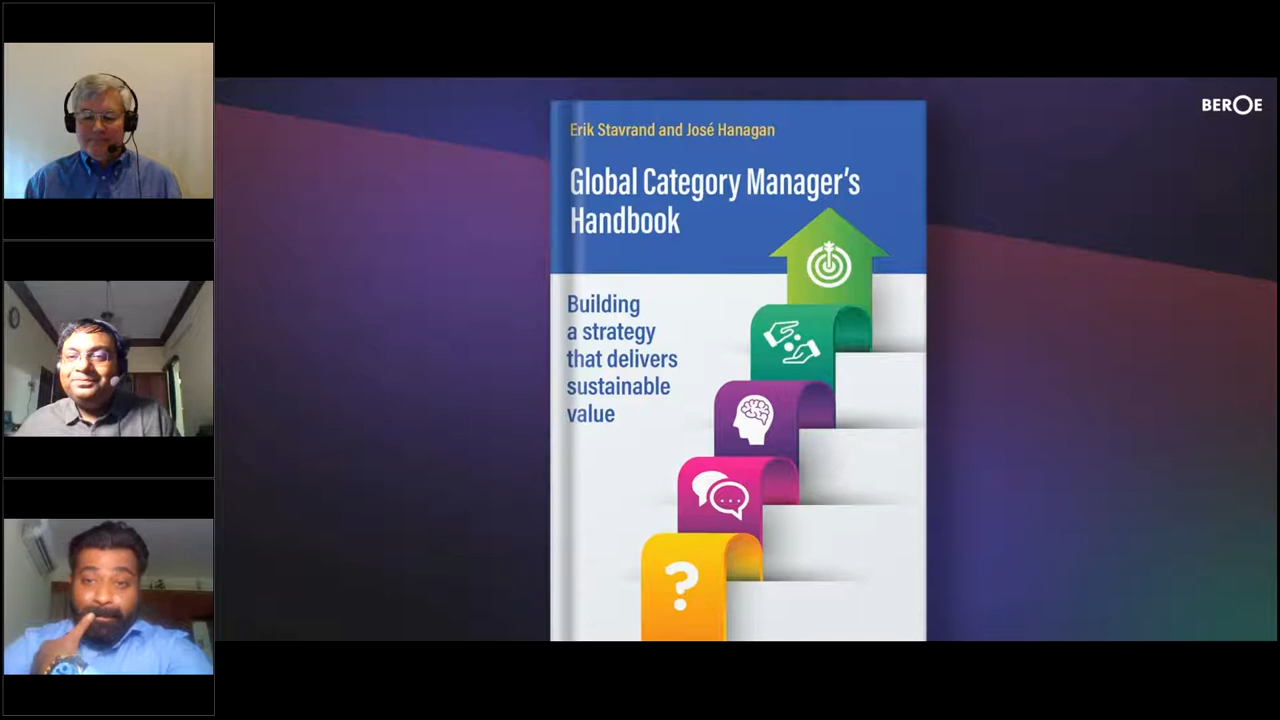 BEROE
Erik Stavrand and José Hanagan
Global Category Manager's
Handbook
Building
a strategy
that delivers
sustainable
value
?